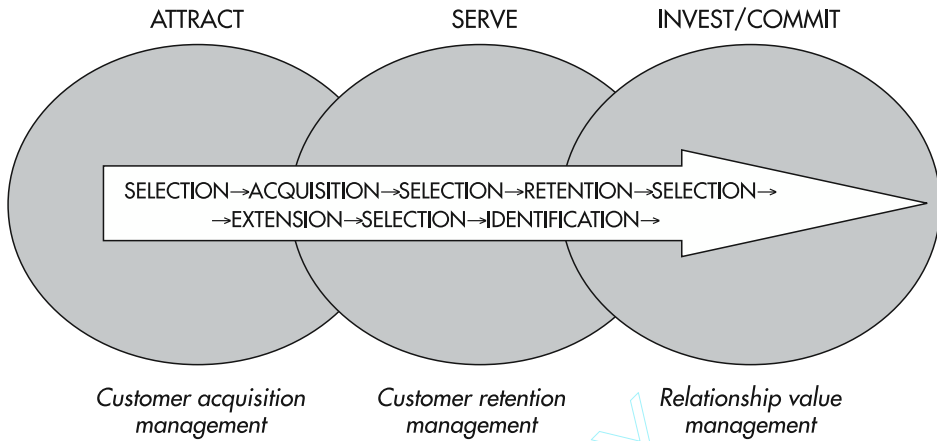 ATTRACT SERVE INVEST/COMMIT
SELECTION→ACQUISITION→SELECTION→RETENTION→SELECTION→
→EXTENSION→SELECTION→IDENTIFICATION→
Customer acquisition Customer retention Relationship value
management management management